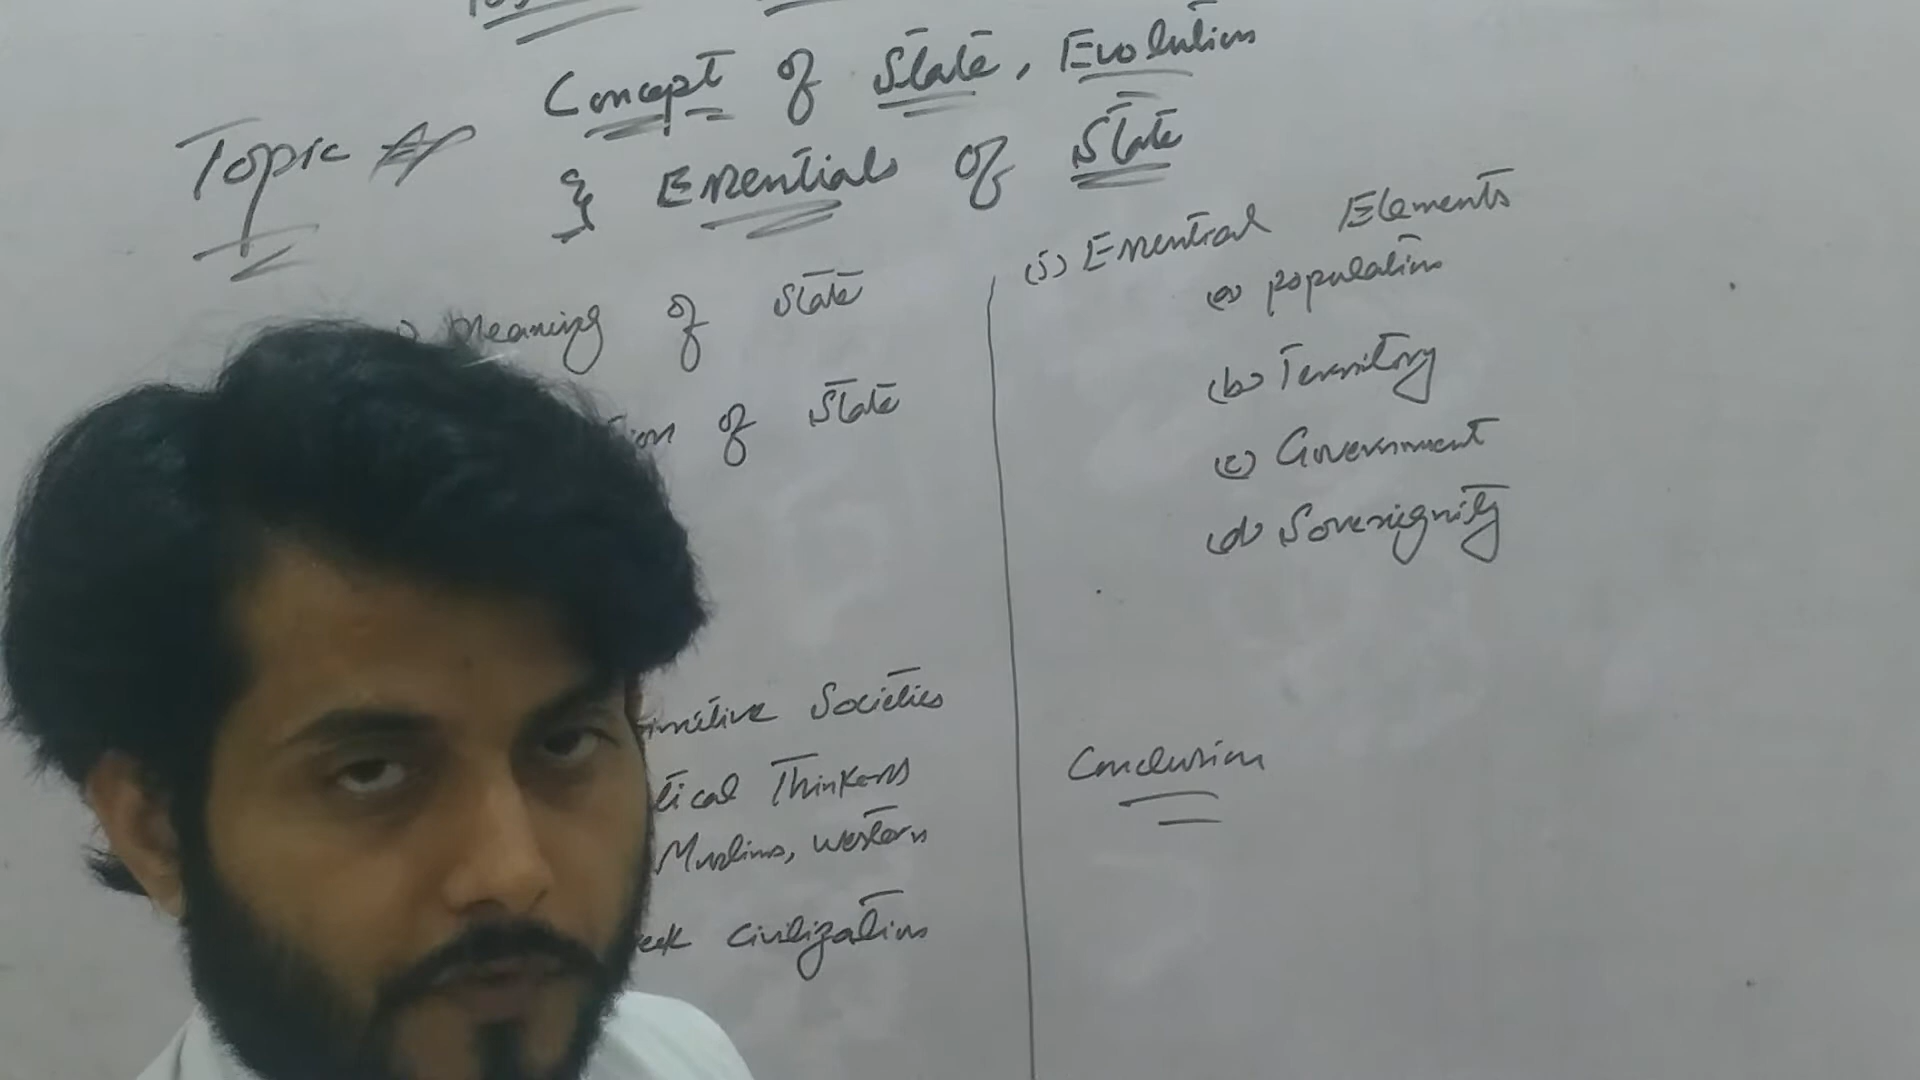 Concept of State, Evolution
Topic
& Essentials of State
Meaning of State
of State
Societies
Thinkers
Muslims, Western
Civilization
(5) Essential Elements
(a) population
(b) Territory
(c) Government
(d) Soverignity
Conclusion